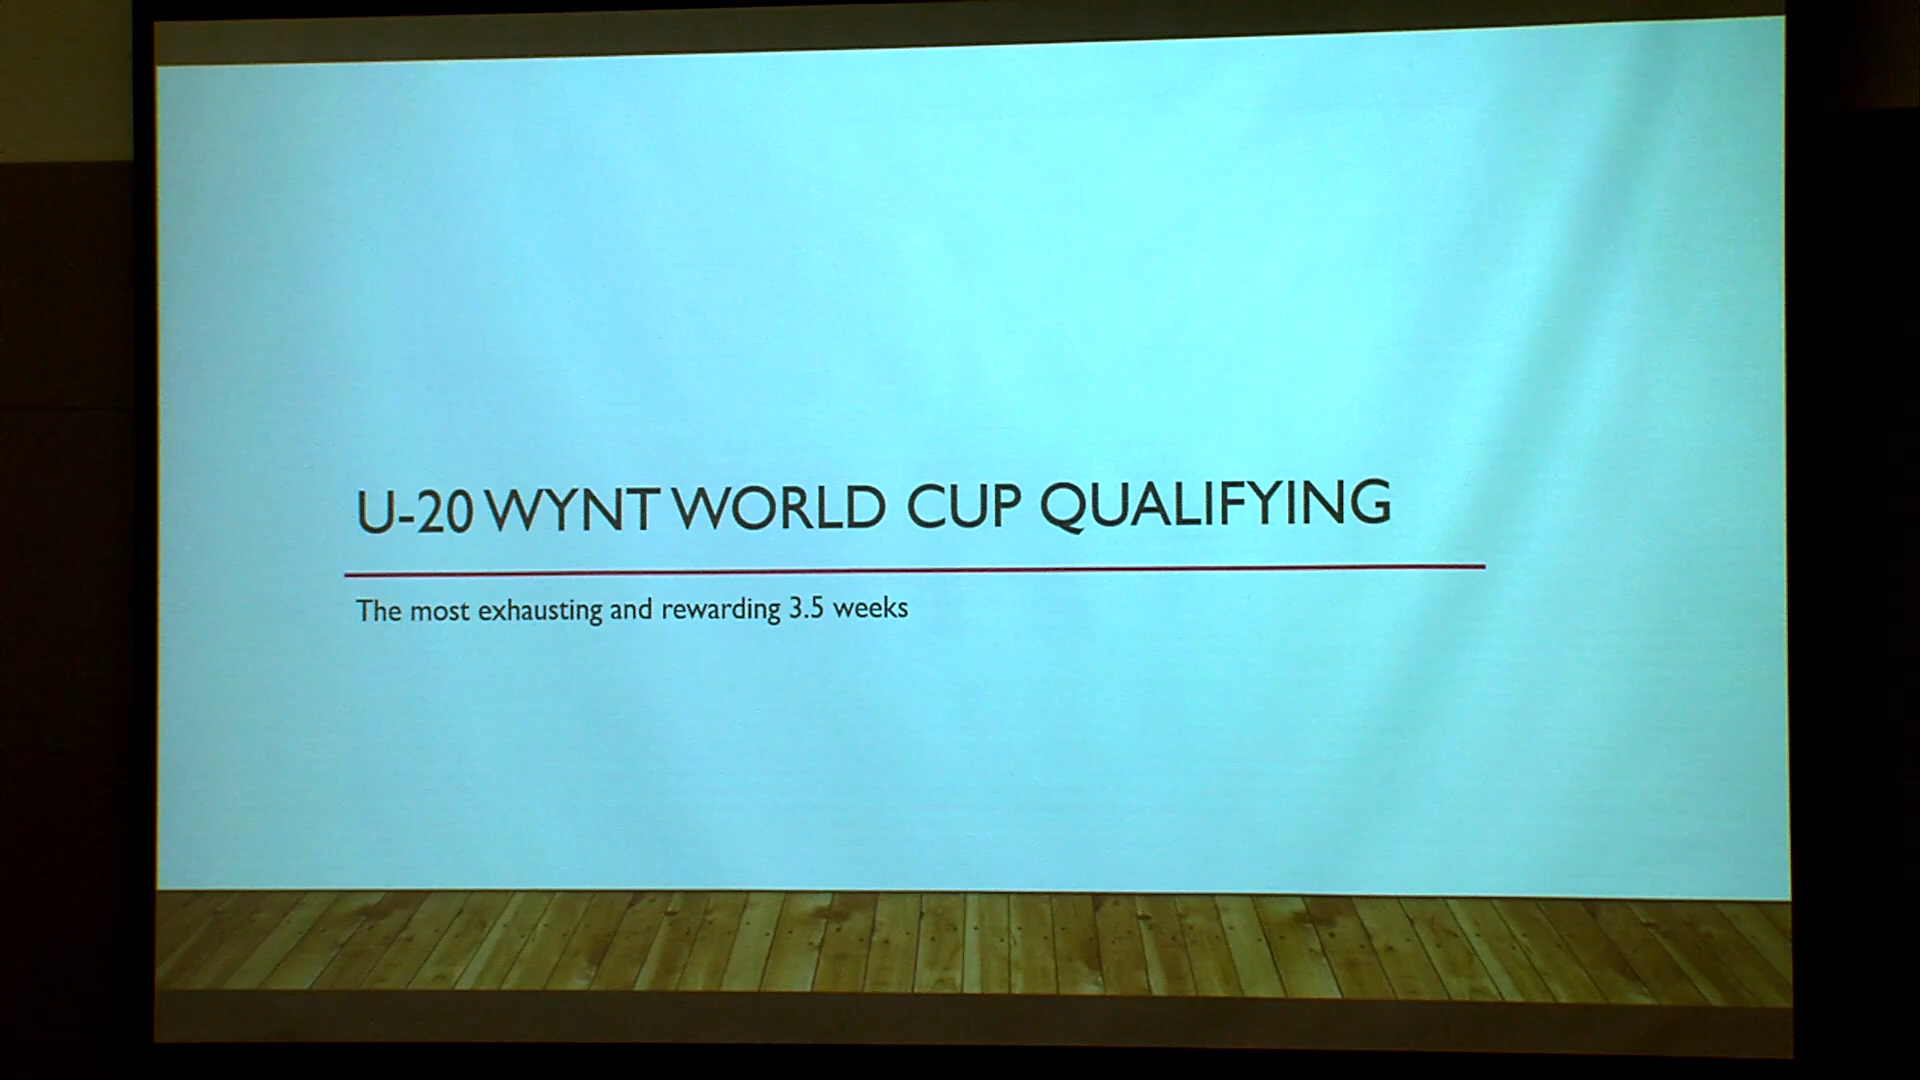 U-20 WYNT WORLD CUP QUALIFYING
The most exhausting and rewarding 3.5 weeks